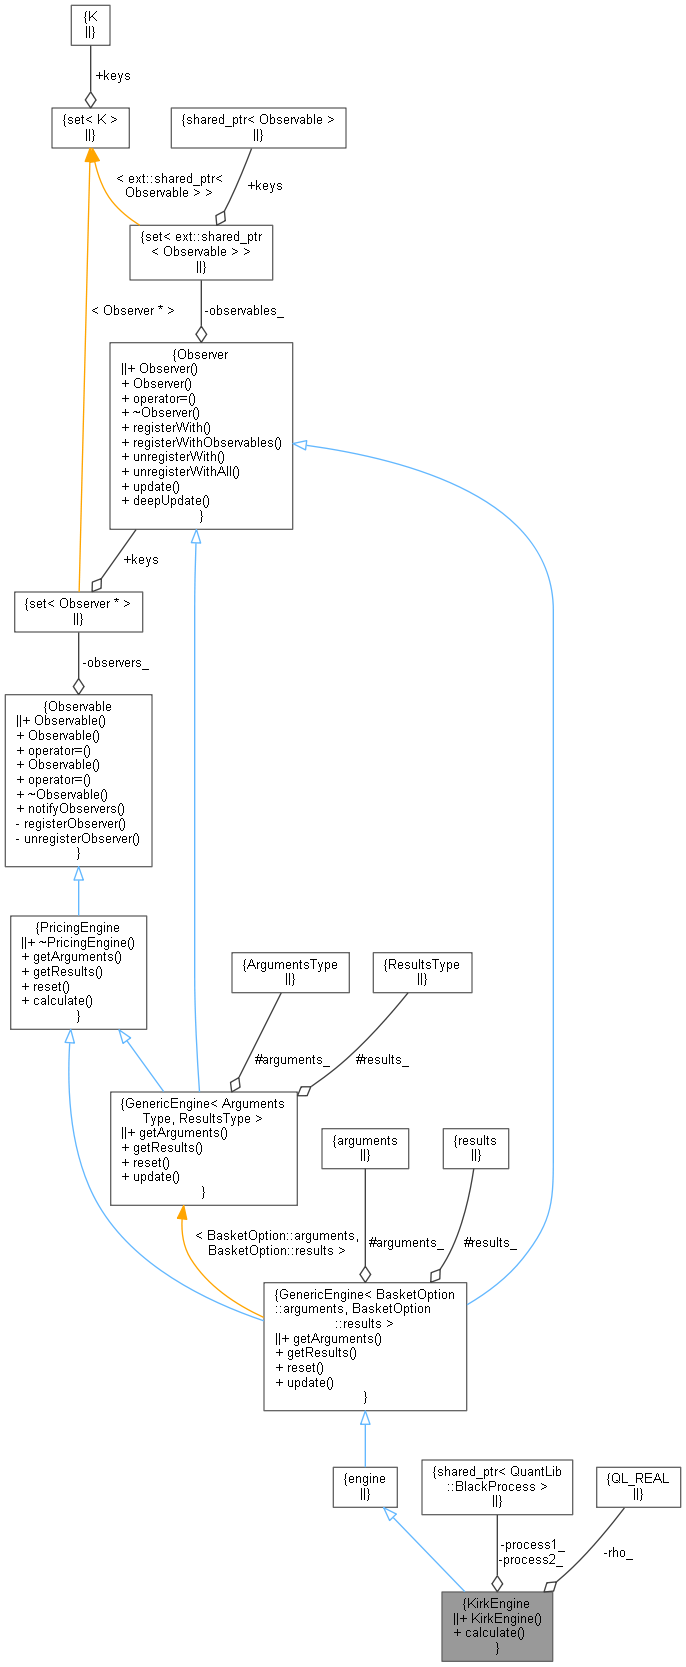 {K
||}
+keys
{set< K >
||}
{shared_ptr< Observable >
||}
< ext::shared_ptr<
Observable > >
+keys
{set< ext::shared_ptr
< Observable > >
||}
< Observer * >
-observables_
{Observer
||+ Observer()
+ Observer()
+ operator=()
+ ~Observer()
+ registerWith()
+ registerWithObservables()
+ unregisterWith()
+ unregisterWithAll()
+ update()
+ deepUpdate()
}
+keys
{set< Observer * >
||}
-observers_
{Observable
||+ Observable()
+ Observable()
+ operator=()
+ Observable()
+ operator=()
+ ~Observable()
+ notifyObservers()
- registerObserver()
- unregisterObserver()
}
{PricingEngine
||+ ~PricingEngine()
+ getArguments()
+ getResults()
+ reset()
+ calculate()
}
{ArgumentsType
||}
{ResultsType
||}
#arguments_
#results_
{GenericEngine< Arguments
Type, ResultsType >
||+ getArguments()
+ getResults()
+ reset()
+ update()
}
{arguments
||}
{results
||}
< BasketOption::arguments,
BasketOption::results >
#arguments_
#results_
{GenericEngine< BasketOption
::arguments, BasketOption
::results >
||+ getArguments()
+ getResults()
+ reset()
+ update()
}
{engine
||}
{shared_ptr< QuantLib
::BlackProcess >
||}
{QL_REAL
||}
-process1_
-process2_
-rho_
{KirkEngine
||+ KirkEngine()
+ calculate()
}